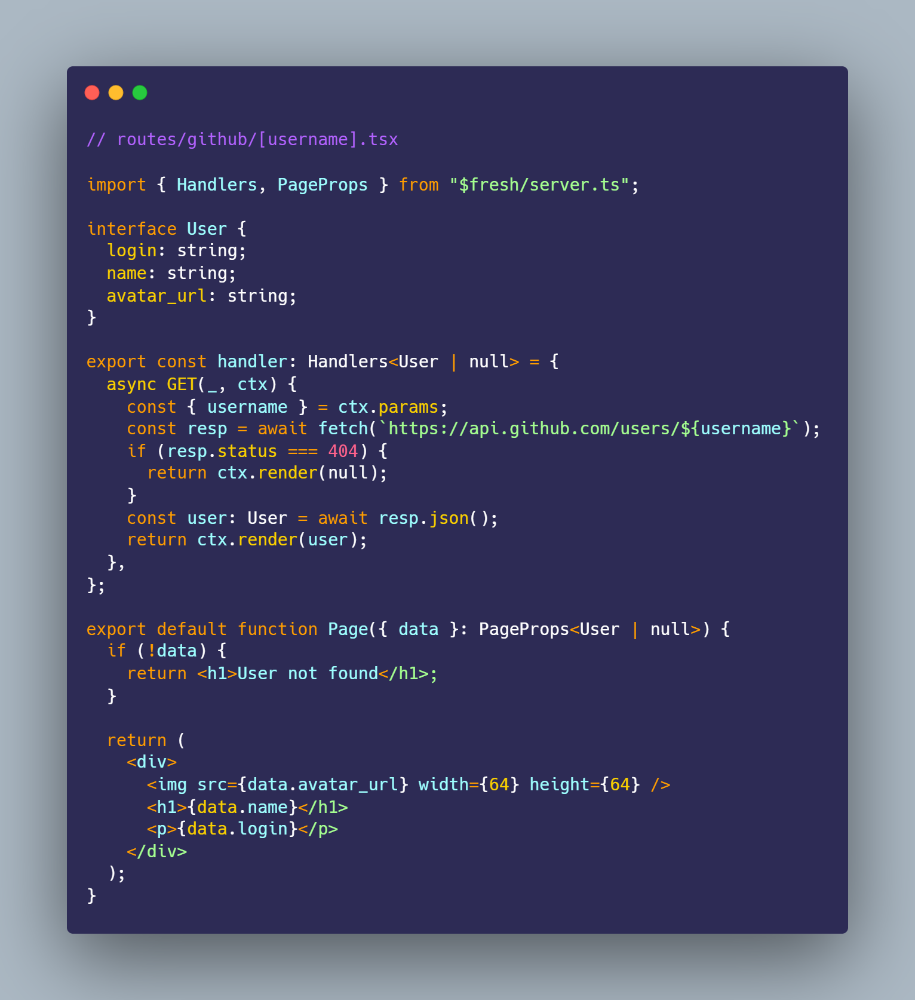 // routes/github/[username].tsx

import { Handlers, PageProps } from "$fresh/server.ts";

interface User {
  login: string;
  name: string;
  avatar_url: string;
}

export const handler: Handlers<User | null> = {
  async GET(_, ctx) {
    const { username } = ctx.params;
    const resp = await fetch(`https://api.github.com/users/${username}`);
    if (resp.status === 404) {
      return ctx.render(null);
    }
    const user: User = await resp.json();
    return ctx.render(user);
  },
};

export default function Page({ data }: PageProps<User | null>) {
  if (!data) {
    return <h1>User not found</h1>;
  }

  return (
    <div>
      <img src={data.avatar_url} width={64} height={64} />
      <h1>{data.name}</h1>
      <p>{data.login}</p>
    </div>
  );
}